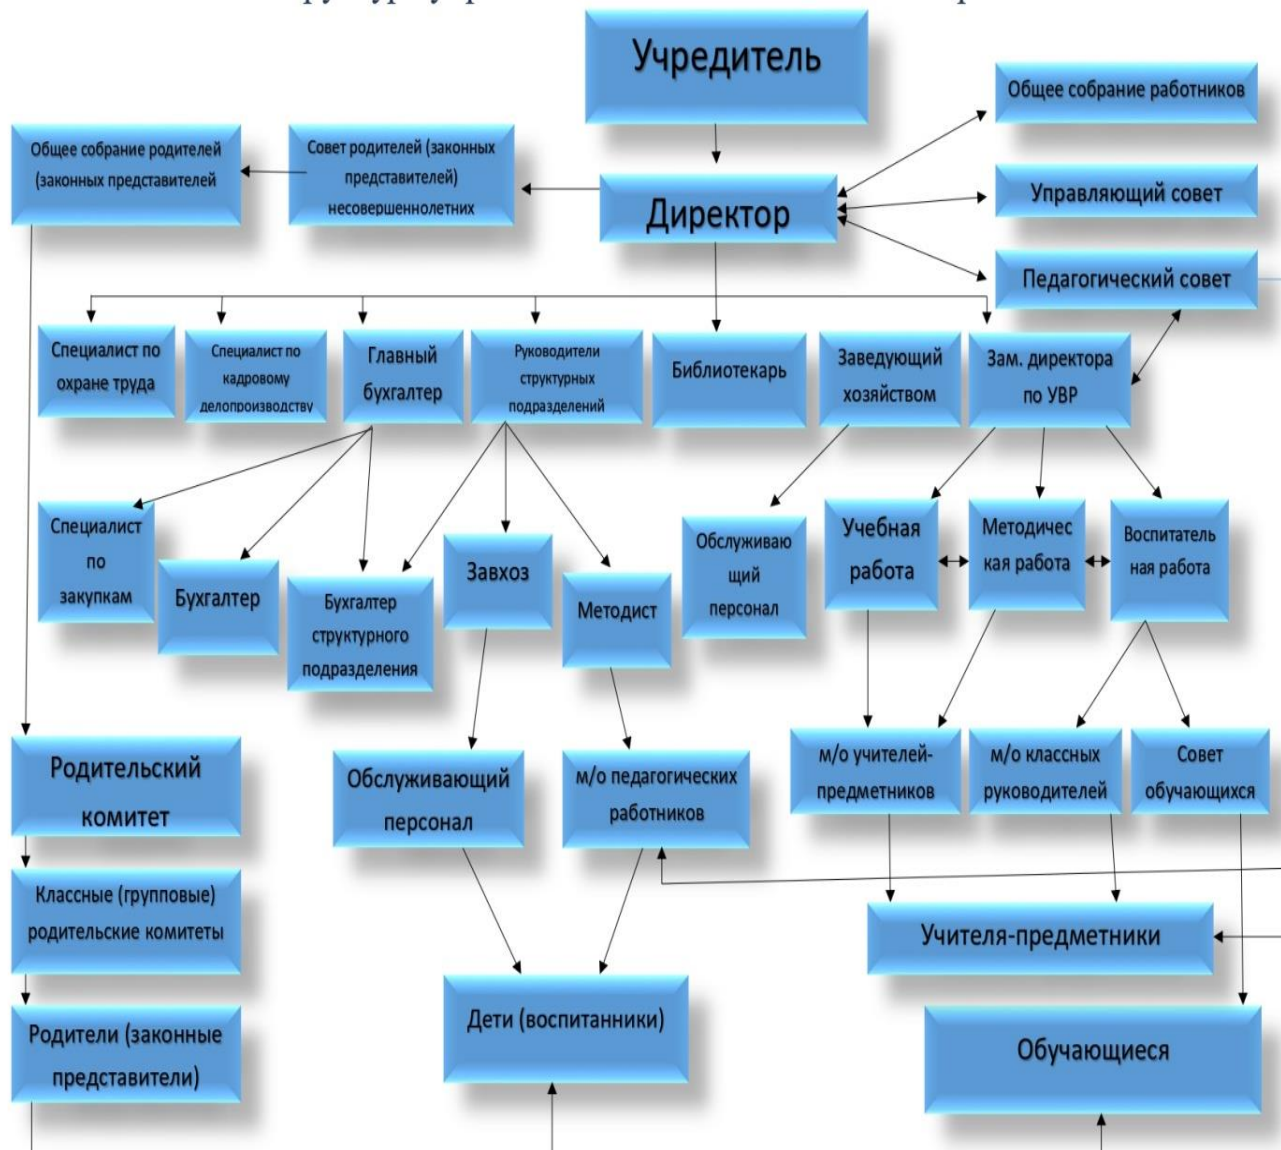 Учредитель
Общее собрание работников
Общее собрание родителей
(законных представителей
Совет родителей (законных
представителей)
несовершеннолетних
Директор
Управляющий совет
Педагогический совет
Специалист по
охране труда
Специалист по
кадровому
делопроизводству
Главный
бухгалтер
Руководители
структурных
подразделений
Библиотекарь
Заведующий
хозяйством
Зам. директора
по УВР
Специалист
по
закупкам
Бухгалтер
Бухгалтер
структурного
подразделения
Завхоз
Методист
Обслуживаю
щий
персонал
Учебная
работа
Методичес
кая работа
Воспитатель
ная работа
Родительский
комитет
Обслуживающий
персонал
м/о педагогических
работников
м/о учителей-
предметников
м/о классных
руководителей
Совет
обучающихся
Классные (групповые)
родительские комитеты
Учителя-предметники
Родители (законные
представители)
Дети (воспитанники)
Обучающиеся